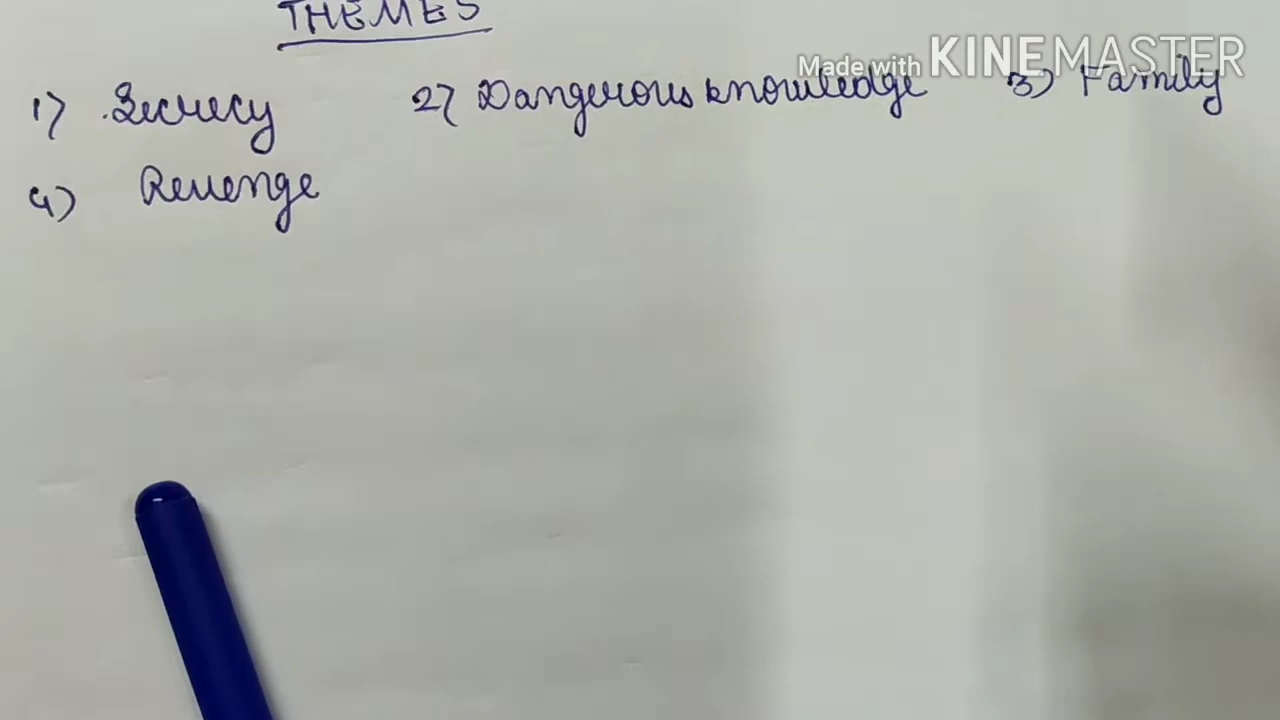 THEMES
Made with KINEMASTER
1) Secrecy 2) Dangerous knowledge 3) Family
4) Revenge